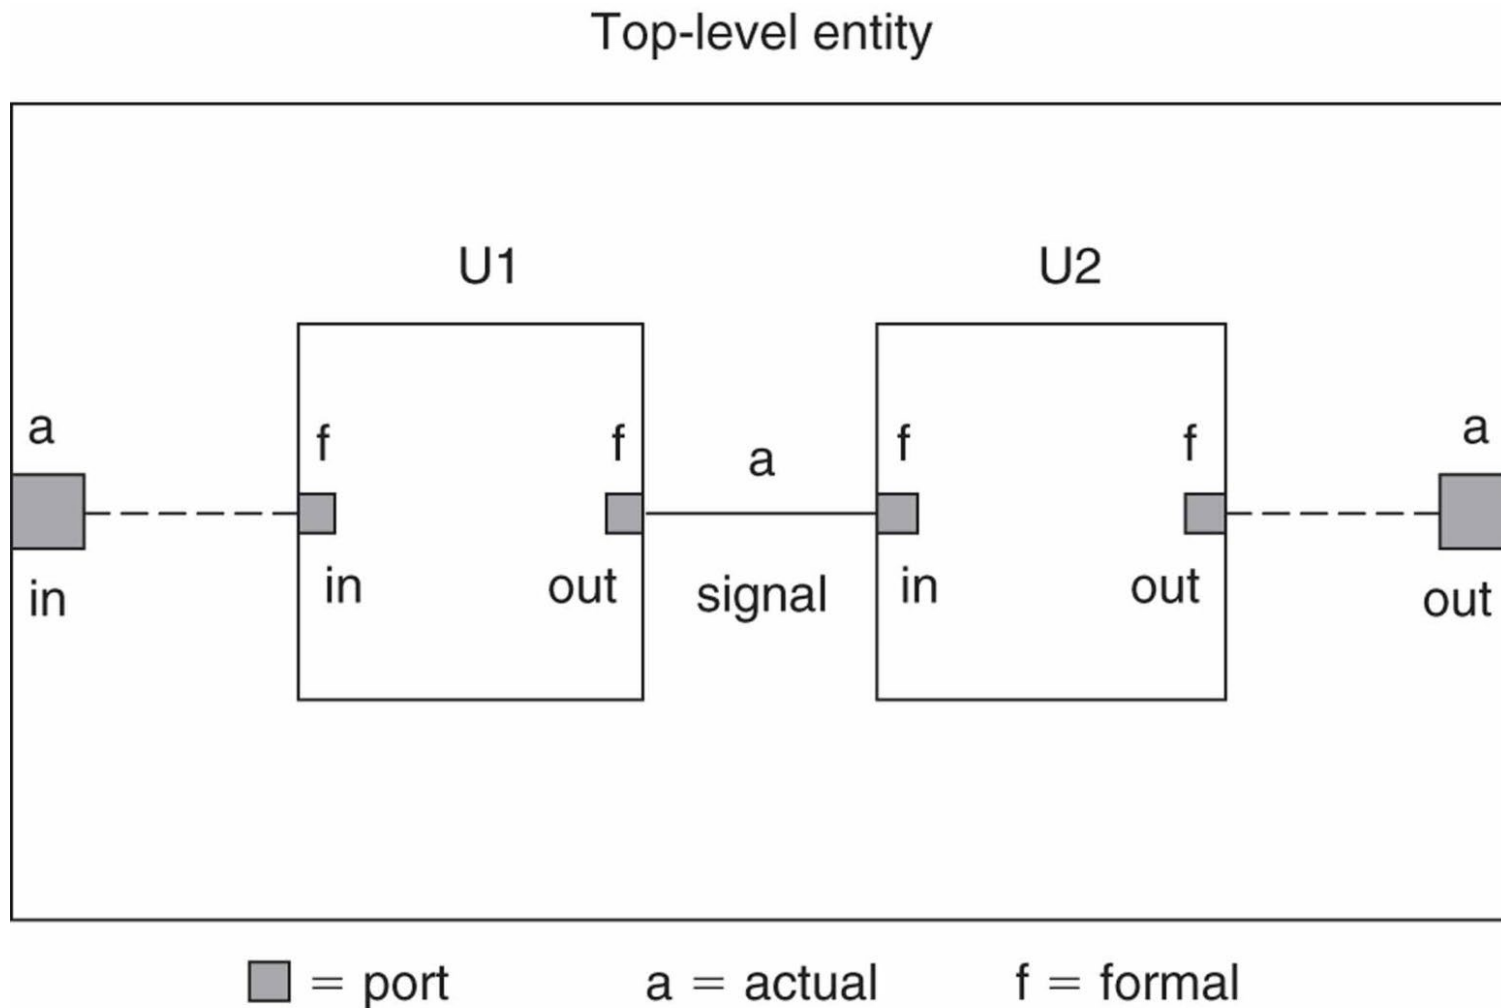 Top-level entity
U1 U2
a a
f f f f
a
in out in out
in signal out
= port a = actual f = formal